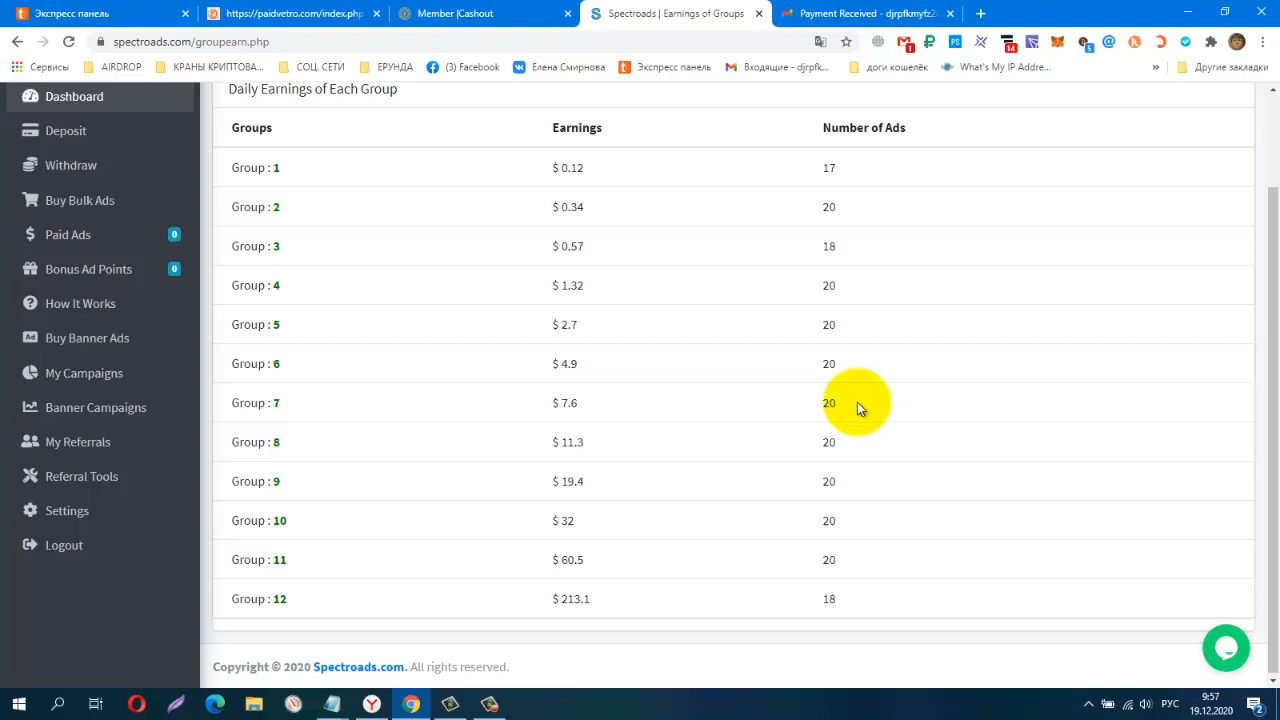 Экспресс панель
https://paidvetro.com/index.php
Member |Cashout
Spectroads | Earnings of Groups
Payment Received - djrpfkmyfz2
spectroads.com/groupearn.php
1
14
5
Сервисы
AIRDROP
КРАНЫ КРИПТОВА...
СОЦ. СЕТИ
ЕРУНДА
(3) Facebook
Елена Смирнова
Экспресс панель
Входящие - djrpfk...
доги кошелёк
What's My IP Addre...
»
Другие закладки
Dashboard
Deposit
Withdraw
Buy Bulk Ads
Paid Ads 0
Bonus Ad Points 0
How It Works
Buy Banner Ads
My Campaigns
Banner Campaigns
My Referrals
Referral Tools
Settings
Logout
Daily Earnings of Each Group
Groups Earnings Number of Ads
Group : 1 $ 0.12 17
Group : 2 $ 0.34 20
Group : 3 $ 0.57 18
Group : 4 $ 1.32 20
Group : 5 $ 2.7 20
Group : 6 $ 4.9 20
Group : 7 $ 7.6 20
Group : 8 $ 11.3 20
Group : 9 $ 19.4 20
Group : 10 $ 32 20
Group : 11 $ 60.5 20
Group : 12 $ 213.1 18
Copyright © 2020 Spectroads.com. All rights reserved.
РУС
9:57
19.12.2020
2